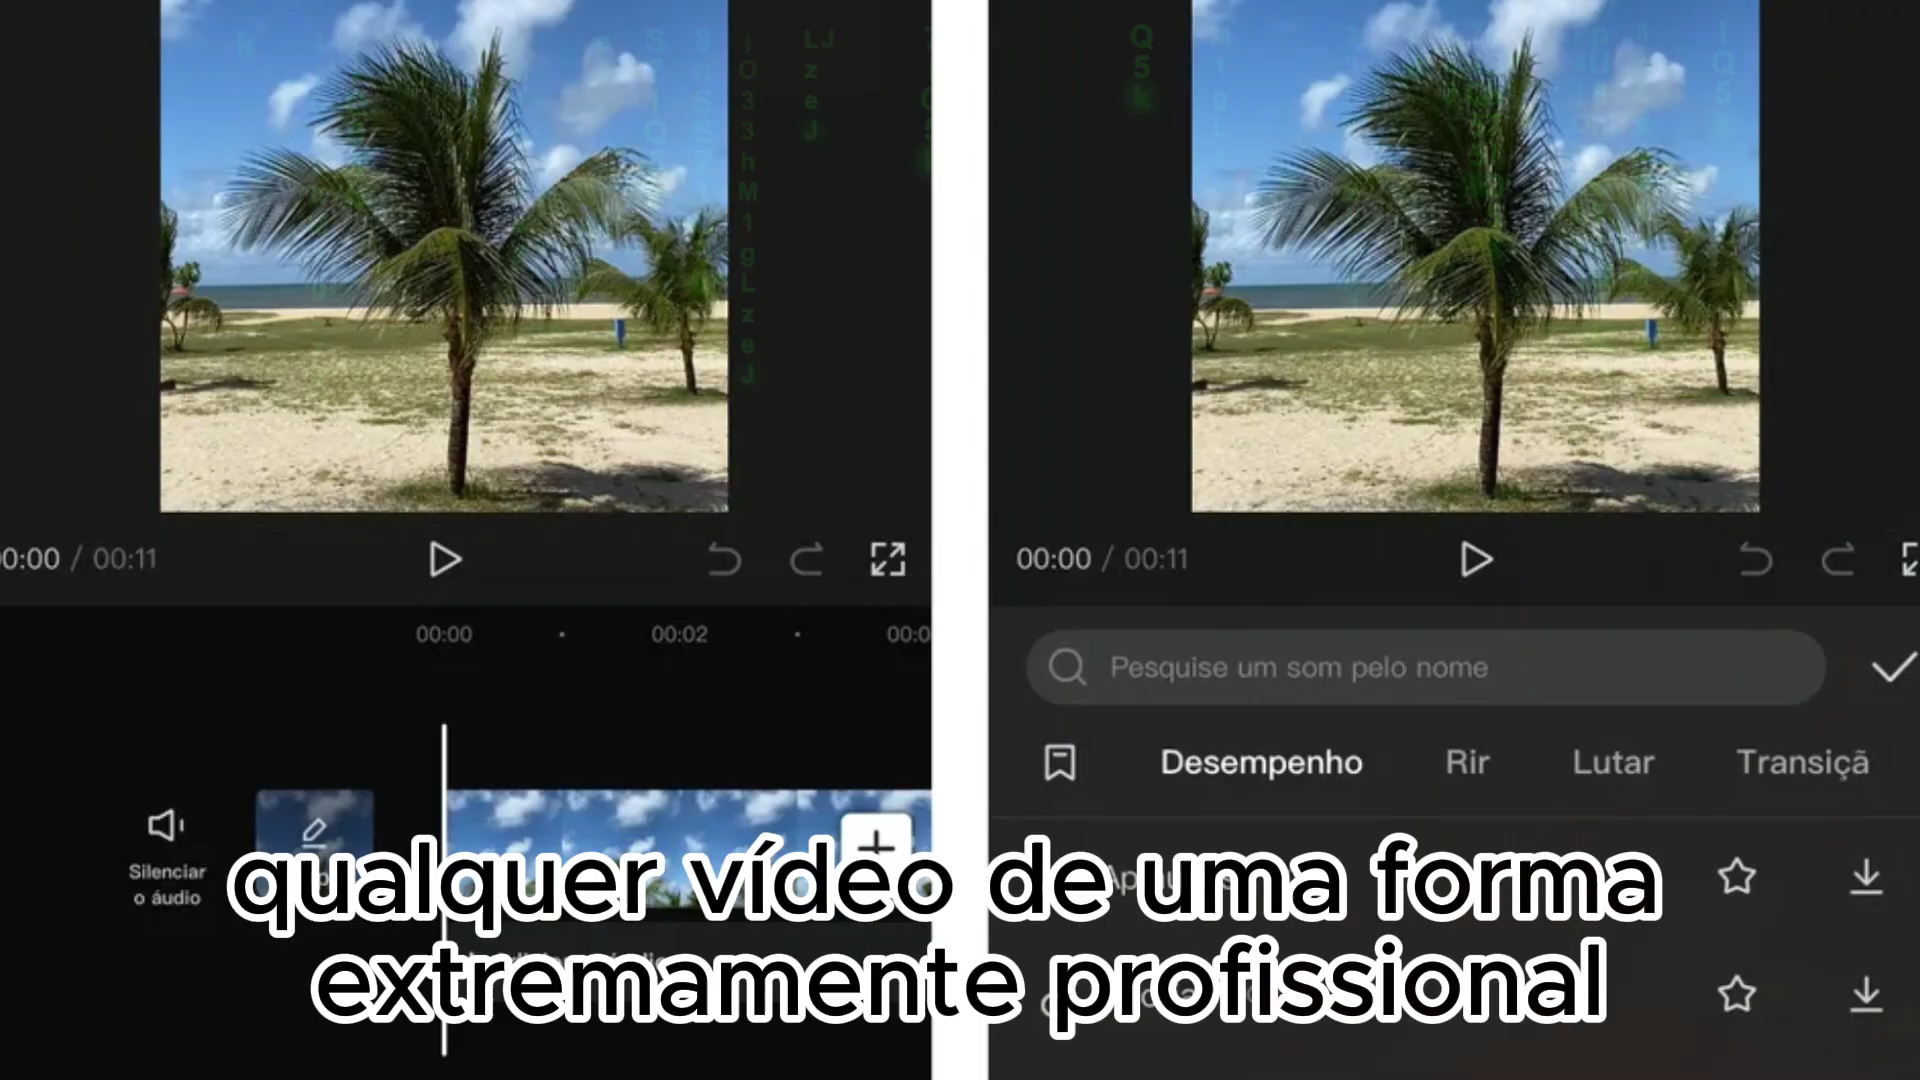 00:00 / 00:11
00:00 · 00:02 ·
Silenciar
o áudio
00:00 / 00:11
Pesquise um som pelo nome
Desempenho Rir Lutar Transiçã
qualquer vídeo de uma forma
extremamente profissional